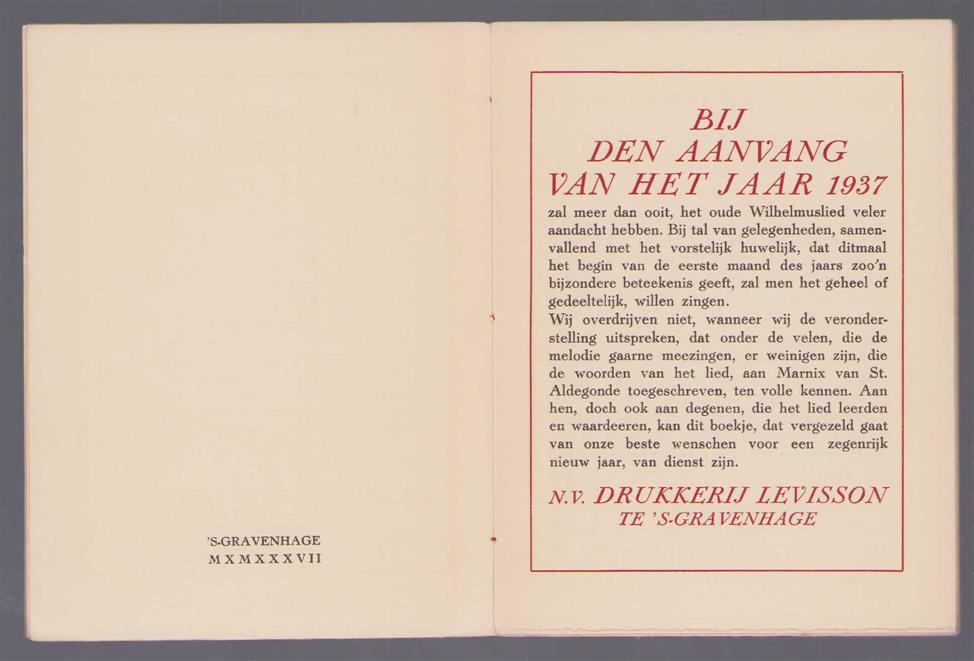 'S-GRAVENHAGE
MXMXXXVII
BIJ
DEN AANVANG
VAN HET JAAR 1937
zal meer dan ooit, het oude Wilhelmuslied veler
aandacht hebben. Bij tal van gelegenheden, samen-
vallend met het vorstelijk huwelijk, dat ditmaal
het begin van de eerste maand des jaars zoo'n
bijzondere beteekenis geeft, zal men het geheel of
gedeeltelijk, willen zingen.
Wij overdrijven niet, wanneer wij de veronder-
stelling uitspreken, dat onder de velen, die de
melodie gaarne meezingen, er weinigen zijn, die
de woorden van het lied, aan Marnix van St.
Aldegonde toegeschreven, ten volle kennen. Aan
hen, doch ook aan degenen, die het lied leerden
en waardeeren, kan dit boekje, dat vergezeld gaat
van onze beste wenschen voor een zegenrijk
nieuw jaar, van dienst zijn.
N.V. DRUKKERIJ LEVISSON
TE 'S-GRAVENHAGE